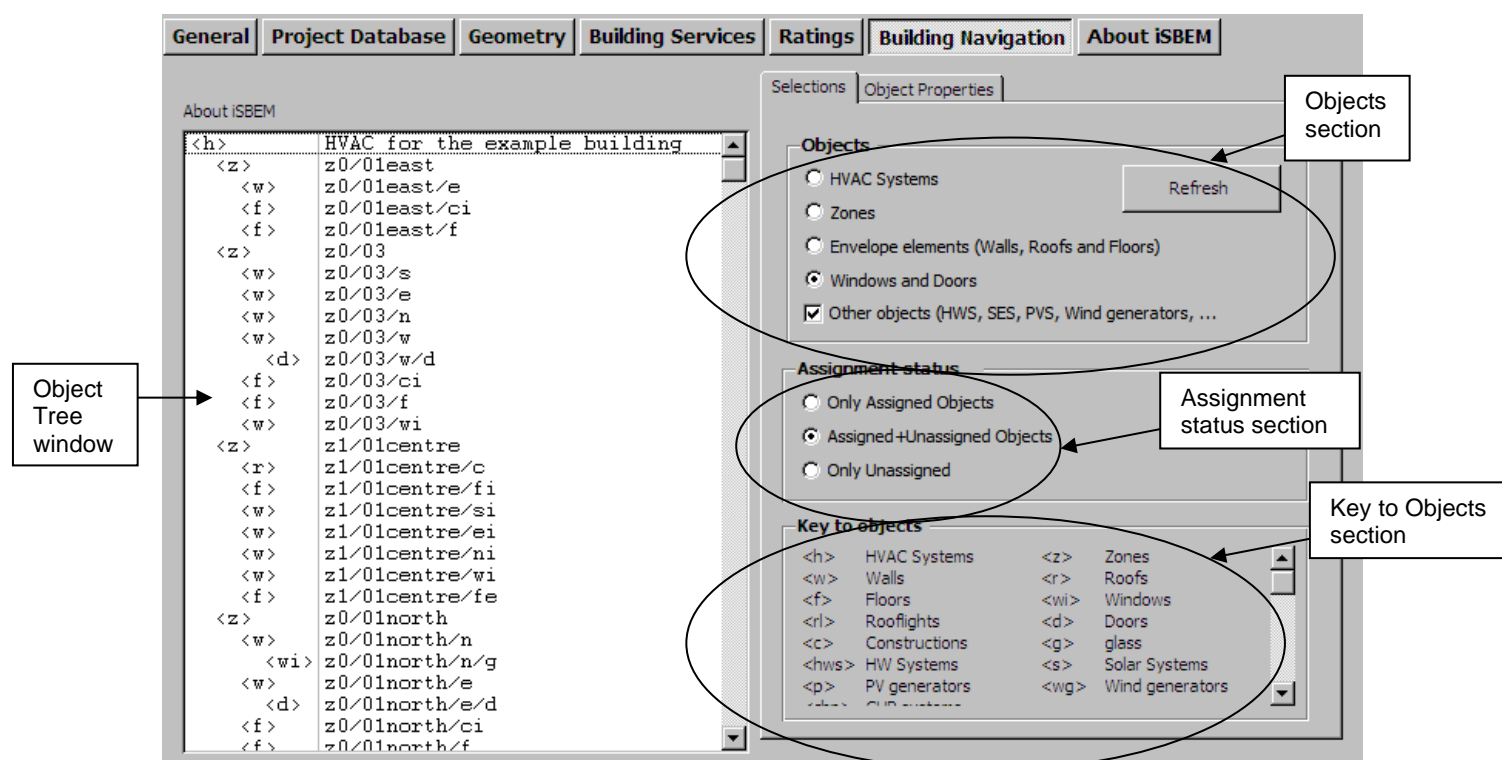 General Project Database Geometry Building Services Ratings Building Navigation About iSBEM
Selections Object Properties
About iSBEM
<h> HVAC for the example building
<z> z0/01east
<w> z0/01east/e
<f> z0/01east/ci
<f> z0/01east/f
<z> z0/03
<w> z0/03/s
<w> z0/03/e
<w> z0/03/n
<w> z0/03/w
<d> z0/03/w/d
<f> z0/03/ci
<f> z0/03/f
<w> z0/03/wi
<z> z1/01centre
<r> z1/01centre/c
<f> z1/01centre/fi
<w> z1/01centre/si
<w> z1/01centre/ei
<w> z1/01centre/ni
<w> z1/01centre/wi
<f> z1/01centre/fe
<z> z0/01north
<w> z0/01north/n
<wi> z0/01north/n/g
<w> z0/01north/e
<d> z0/01north/e/d
<f> z0/01north/ci
<f> z0/01north/f
Object
Tree
window
Objects
HVAC Systems
Refresh
Zones
Envelope elements (Walls, Roofs and Floors)
Windows and Doors
Other objects (HWS, SES, PVS, Wind generators, ...
Objects
section
Assignment status
Only Assigned Objects
Assigned+Unassigned Objects
Only Unassigned
Assignment
status section
Key to objects
<h> HVAC Systems <z> Zones
<w> Walls <r> Roofs
<f> Floors <wi> Windows
<rl> Rooflights <d> Doors
<c> Constructions <g> glass
<hws> HW Systems <s> Solar Systems
<p> PV generators <wg> Wind generators
<chp> CHP systems
Key to Objects
section